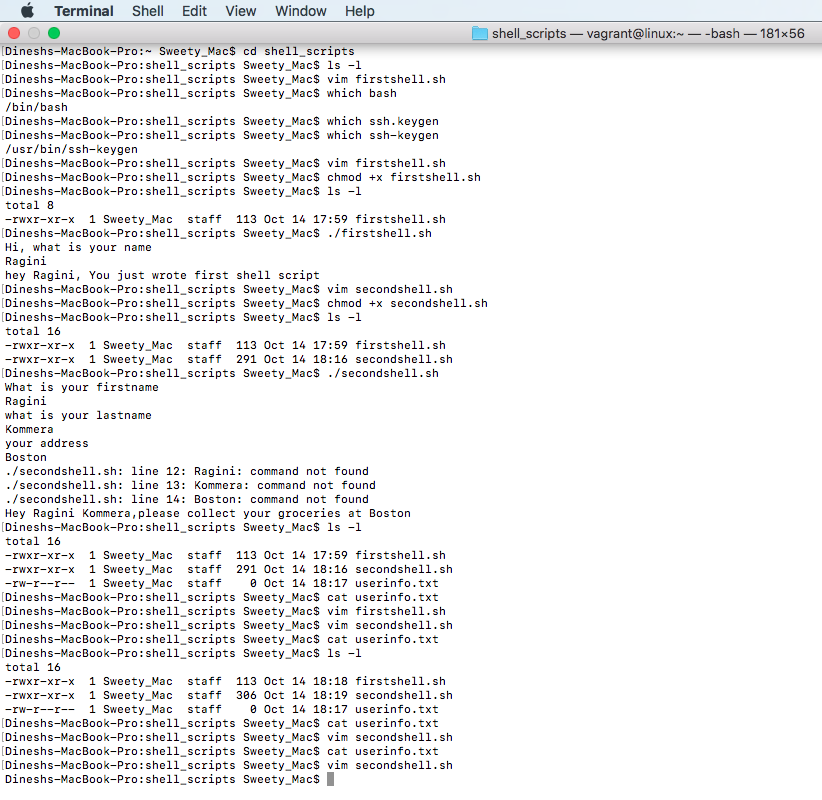 Terminal Shell Edit View Window Help
shell_scripts — vagrant@linux:~ — -bash — 181×56
[Dineshs-MacBook-Pro:~ Sweety_Mac$ cd shell_scripts
[Dineshs-MacBook-Pro:shell_scripts Sweety_Mac$ ls -l
[Dineshs-MacBook-Pro:shell_scripts Sweety_Mac$ vim firstshell.sh
[Dineshs-MacBook-Pro:shell_scripts Sweety_Mac$ which bash
/bin/bash
[Dineshs-MacBook-Pro:shell_scripts Sweety_Mac$ which ssh.keygen
[Dineshs-MacBook-Pro:shell_scripts Sweety_Mac$ which ssh-keygen
/usr/bin/ssh-keygen
[Dineshs-MacBook-Pro:shell_scripts Sweety_Mac$ vim firstshell.sh
[Dineshs-MacBook-Pro:shell_scripts Sweety_Mac$ chmod +x firstshell.sh
[Dineshs-MacBook-Pro:shell_scripts Sweety_Mac$ ls -l
total 8
-rwxr-xr-x  1 Sweety_Mac  staff  113 Oct 14 17:59 firstshell.sh
[Dineshs-MacBook-Pro:shell_scripts Sweety_Mac$ ./firstshell.sh
Hi, what is your name
Ragini
hey Ragini, You just wrote first shell script
[Dineshs-MacBook-Pro:shell_scripts Sweety_Mac$ vim secondshell.sh
[Dineshs-MacBook-Pro:shell_scripts Sweety_Mac$ chmod +x secondshell.sh
[Dineshs-MacBook-Pro:shell_scripts Sweety_Mac$ ls -l
total 16
-rwxr-xr-x  1 Sweety_Mac  staff  113 Oct 14 17:59 firstshell.sh
-rwxr-xr-x  1 Sweety_Mac  staff  291 Oct 14 18:16 secondshell.sh
[Dineshs-MacBook-Pro:shell_scripts Sweety_Mac$ ./secondshell.sh
What is your firstname
Ragini
what is your lastname
Kommera
your address
Boston
./secondshell.sh: line 12: Ragini: command not found
./secondshell.sh: line 13: Kommera: command not found
./secondshell.sh: line 14: Boston: command not found
Hey Ragini Kommera,please collect your groceries at Boston
[Dineshs-MacBook-Pro:shell_scripts Sweety_Mac$ ls -l
total 16
-rwxr-xr-x  1 Sweety_Mac  staff  113 Oct 14 17:59 firstshell.sh
-rwxr-xr-x  1 Sweety_Mac  staff  291 Oct 14 18:16 secondshell.sh
-rw-r--r--  1 Sweety_Mac  staff    0 Oct 14 18:17 userinfo.txt
[Dineshs-MacBook-Pro:shell_scripts Sweety_Mac$ cat userinfo.txt
[Dineshs-MacBook-Pro:shell_scripts Sweety_Mac$ vim firstshell.sh
[Dineshs-MacBook-Pro:shell_scripts Sweety_Mac$ vim secondshell.sh
[Dineshs-MacBook-Pro:shell_scripts Sweety_Mac$ cat userinfo.txt
[Dineshs-MacBook-Pro:shell_scripts Sweety_Mac$ ls -l
total 16
-rwxr-xr-x  1 Sweety_Mac  staff  113 Oct 14 18:18 firstshell.sh
-rwxr-xr-x  1 Sweety_Mac  staff  306 Oct 14 18:19 secondshell.sh
-rw-r--r--  1 Sweety_Mac  staff    0 Oct 14 18:17 userinfo.txt
[Dineshs-MacBook-Pro:shell_scripts Sweety_Mac$ cat userinfo.txt
[Dineshs-MacBook-Pro:shell_scripts Sweety_Mac$ vim secondshell.sh
[Dineshs-MacBook-Pro:shell_scripts Sweety_Mac$ cat userinfo.txt
[Dineshs-MacBook-Pro:shell_scripts Sweety_Mac$ vim secondshell.sh
Dineshs-MacBook-Pro:shell_scripts Sweety_Mac$